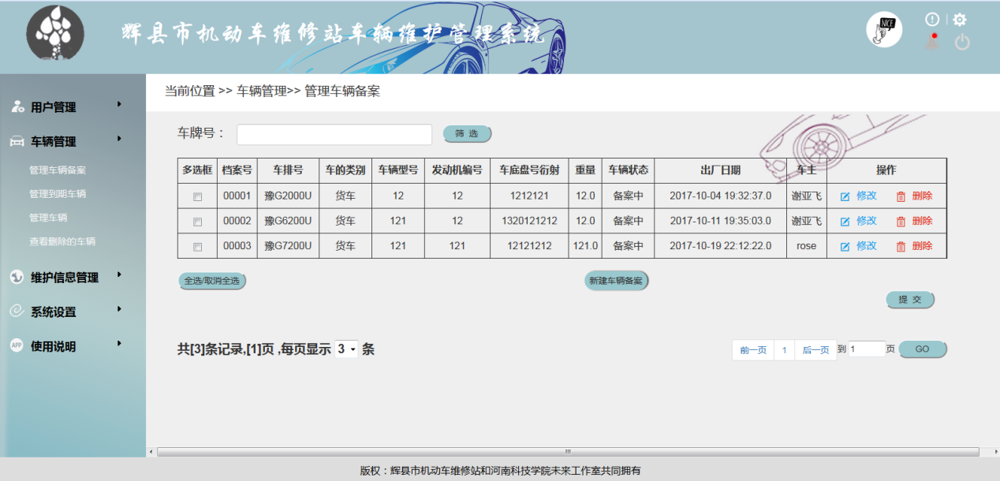 辉县市机动车维修站车辆维护管理系统
NICE
用户管理
车辆管理
管理车辆备案
管理到期车辆
管理车辆
查看删除的车辆
维护信息管理
系统设置
APP 使用说明
当前位置 >> 车辆管理>> 管理车辆备案
车牌号： 筛 选
多选框 档案号 车排号 车的类别 车辆型号 发动机编号 车底盘号衍射 重量 车辆状态 出厂日期 车主 操作
00001 豫G2000U 货车 12 12 1212121 12.0 备案中 2017-10-04 19:32:37.0 谢亚飞 修改 删除
00002 豫G6200U 货车 121 12 1320121212 12.0 备案中 2017-10-11 19:35:03.0 谢亚飞 修改 删除
00003 豫G7200U 货车 121 121 12121212 121.0 备案中 2017-10-19 22:12:22.0 rose 修改 删除
全选/取消全选 新建车辆备案
提 交
共[3]条记录,[1]页 ,每页显示 3 条 前一页 1 后一页 到 1 页 GO
版权：辉县市机动车维修站和河南科技学院未来工作室共同拥有